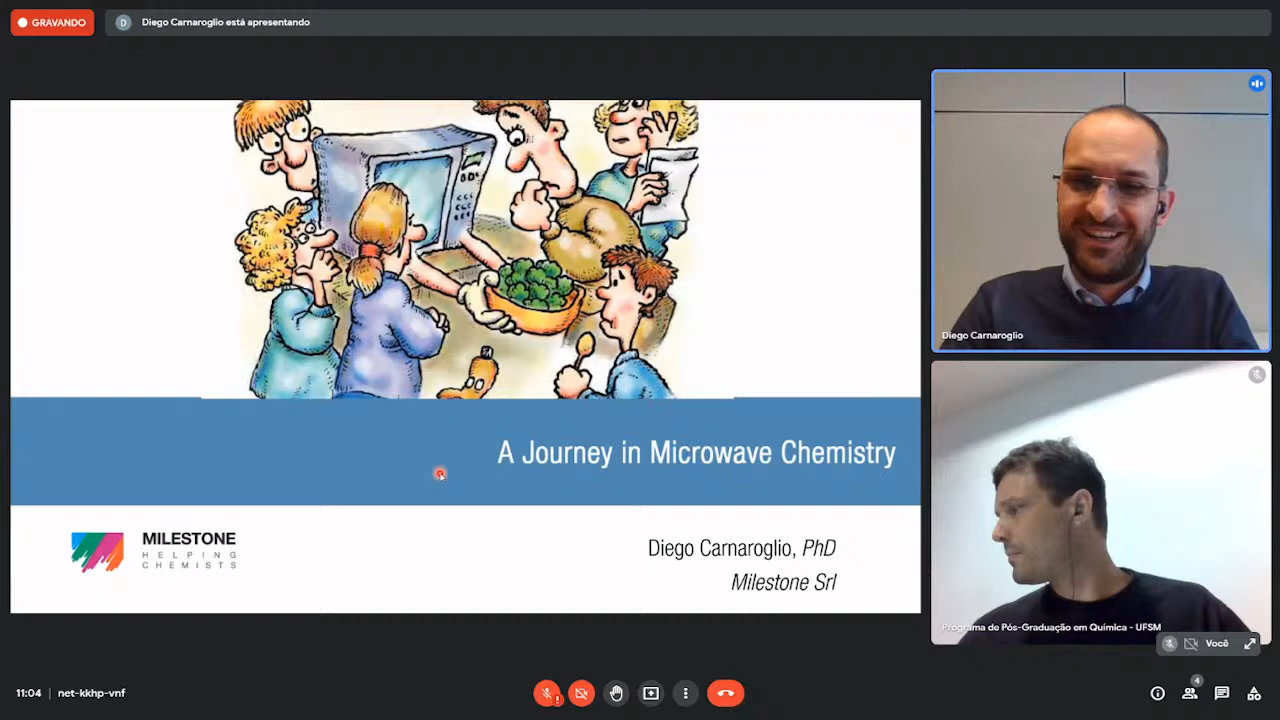 GRAVANDO
D
Diego Carnaroglio está apresentando
Diego Carnaroglio
A Journey in Microwave Chemistry
MILESTONE
HELPING
CHEMISTS
Diego Carnaroglio, PhD
Milestone Srl
Programa de Pós-Graduação em Química - UFSM
Você
11:04 | net-kkhp-vnf
4